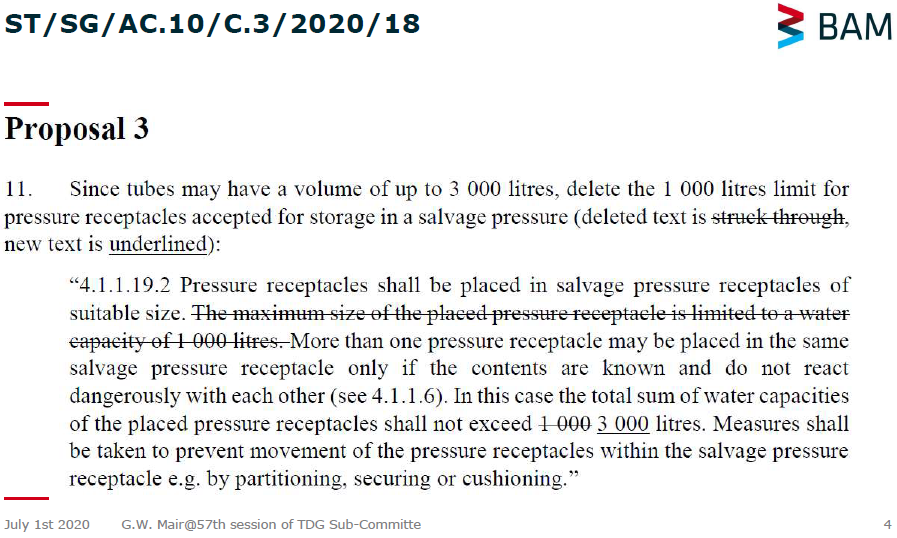 ST/SG/AC.10/C.3/2020/18
BAM
Proposal 3
11. Since tubes may have a volume of up to 3 000 litres, delete the 1 000 litres limit for
pressure receptacles accepted for storage in a salvage pressure (deleted text is struck through,
new text is underlined):
“4.1.1.19.2 Pressure receptacles shall be placed in salvage pressure receptacles of
suitable size. The maximum size of the placed pressure receptacle is limited to a water
capacity of 1 000 litres. More than one pressure receptacle may be placed in the same
salvage pressure receptacle only if the contents are known and do not react
dangerously with each other (see 4.1.1.6). In this case the total sum of water capacities
of the placed pressure receptacles shall not exceed 1 000 3 000 litres. Measures shall
be taken to prevent movement of the pressure receptacles within the salvage pressure
receptacle e.g. by partitioning, securing or cushioning.”
July 1st 2020 G.W. Mair@57th session of TDG Sub-Committe 4